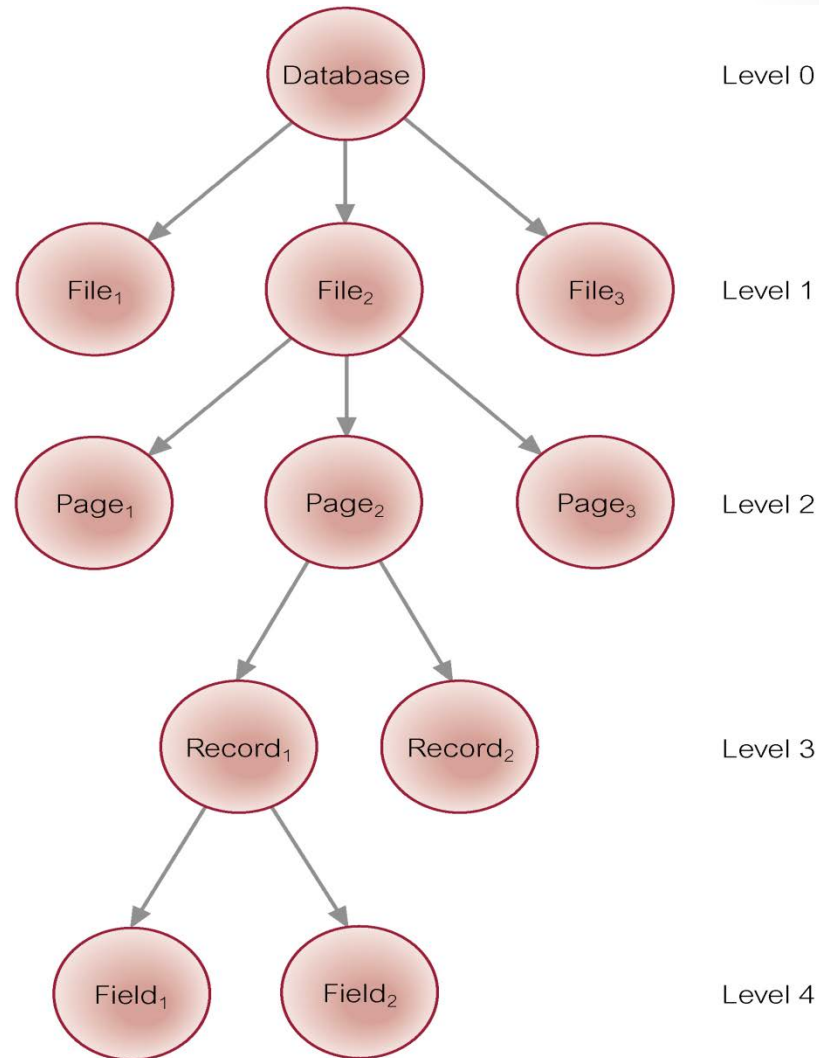 Database Level 0
File₁ File₂ File₃ Level 1
Page₁ Page₂ Page₃ Level 2
Record₁ Record₂ Level 3
Field₁ Field₂ Level 4